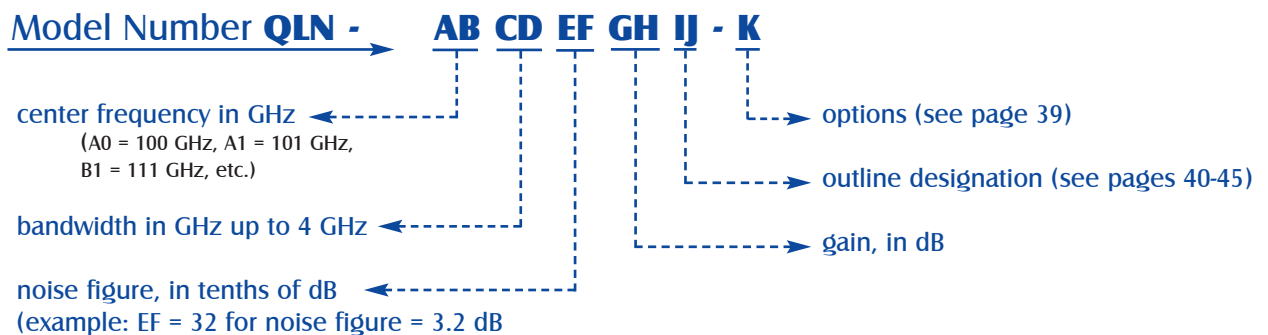 Model Number QLN - AB CD EF GH IJ - K
center frequency in GHz
(A0 = 100 GHz, A1 = 101 GHz,
B1 = 111 GHz, etc.)
options (see page 39)
outline designation (see pages 40-45)
bandwidth in GHz up to 4 GHz
gain, in dB
noise figure, in tenths of dB
(example: EF = 32 for noise figure = 3.2 dB